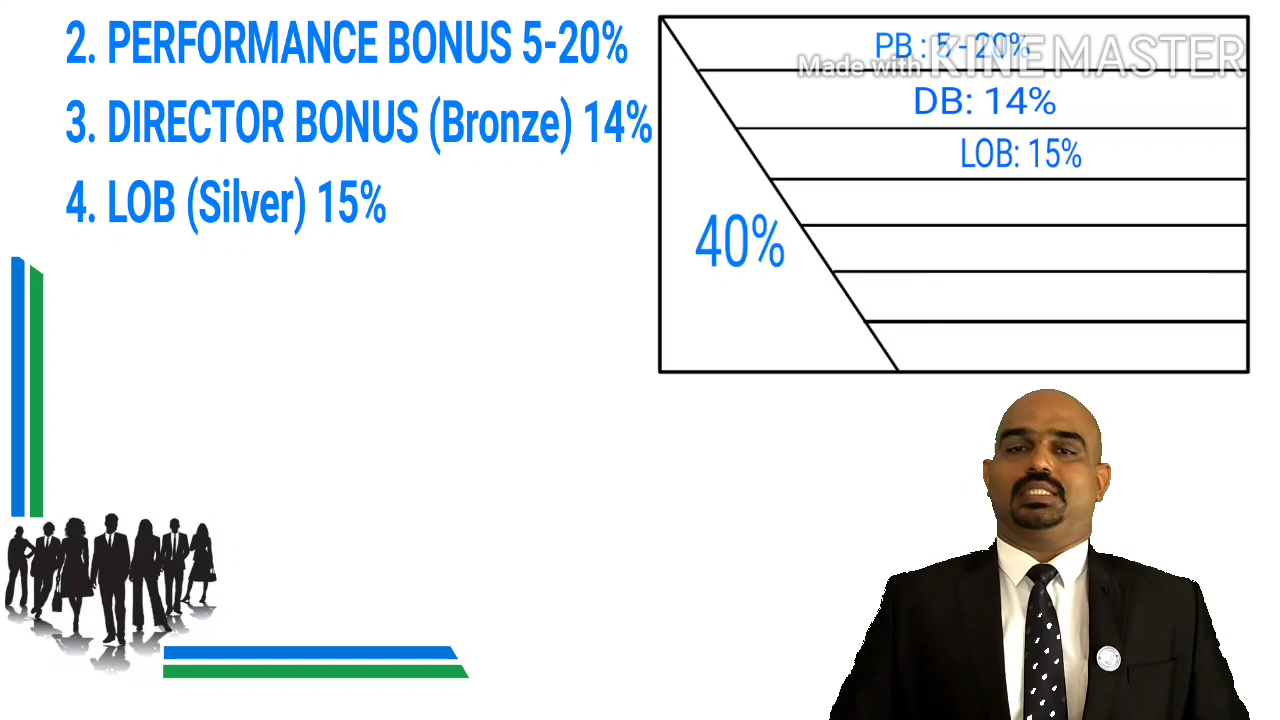 2. PERFORMANCE BONUS 5-20%
3. DIRECTOR BONUS (Bronze) 14%
4. LOB (Silver) 15%
PB : 5 - 20%
Made with KINEMASTER
DB: 14%
LOB: 15%
40%